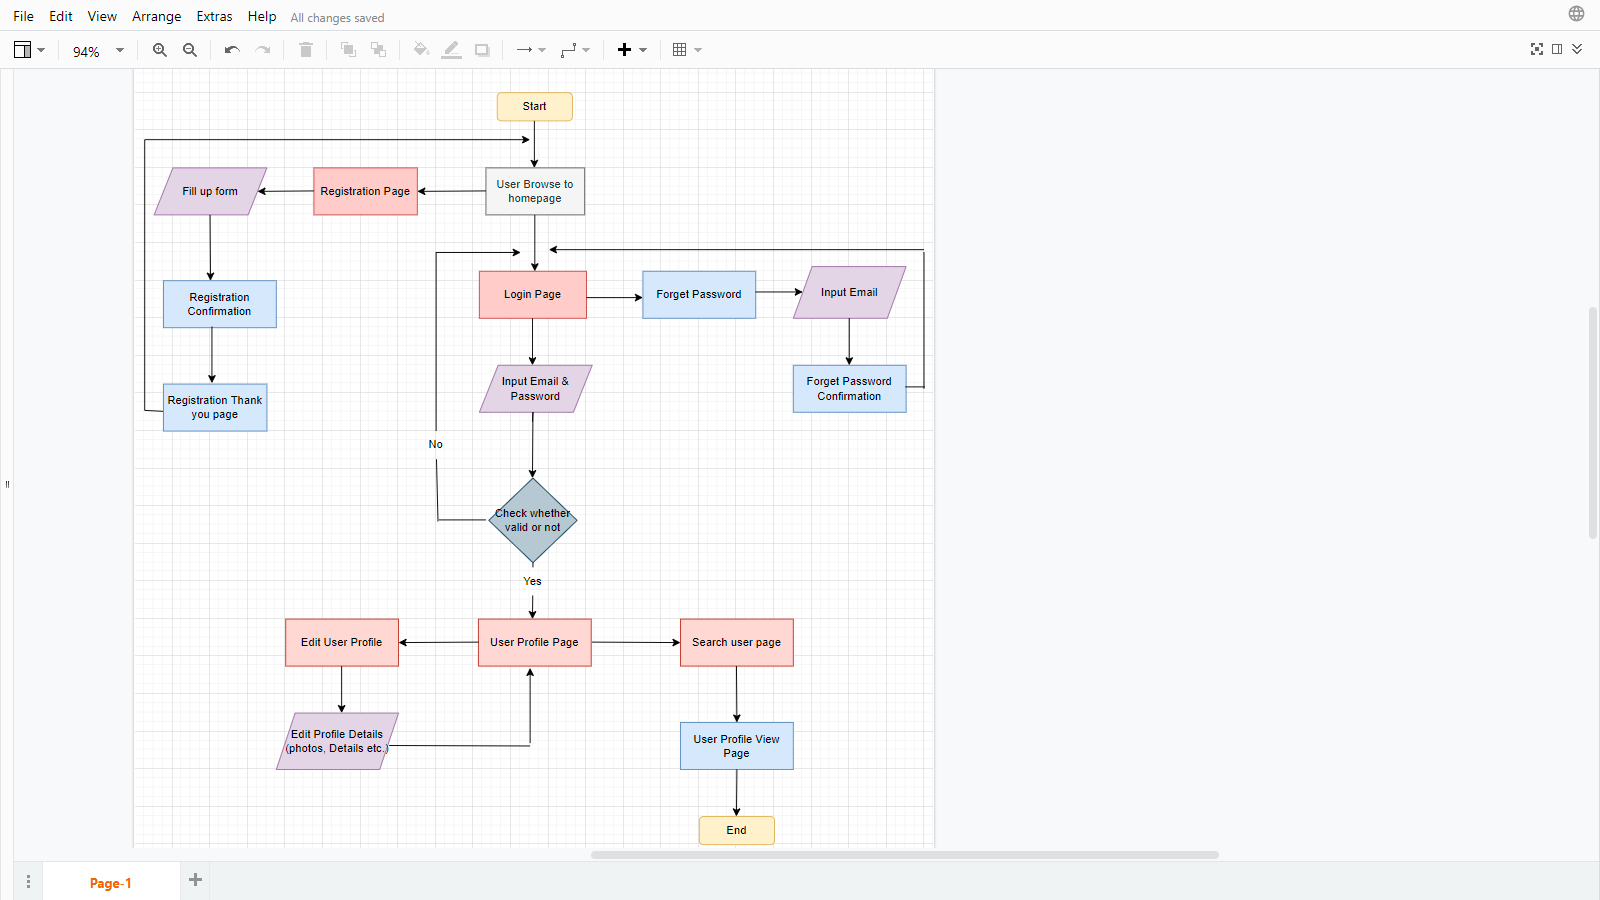 File Edit View Arrange Extras Help All changes saved
94%
Start
Fill up form
Registration Page
User Browse to
homepage
Registration
Confirmation
Login Page
Forget Password
Input Email
Registration Thank
you page
Input Email &
Password
Forget Password
Confirmation
No
Check whether
valid or not
Yes
Edit User Profile
User Profile Page
Search user page
Edit Profile Details
(photos, Details etc.)
User Profile View
Page
End
Page-1